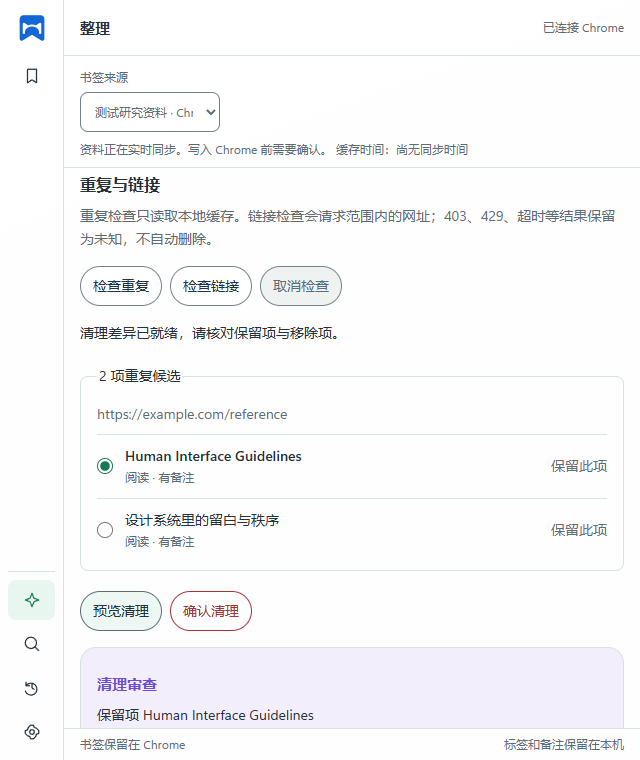 整理
已连接 Chrome
书签来源
测试研究资料 · Chr
资料正在实时同步。写入 Chrome 前需要确认。 缓存时间：尚无同步时间
重复与链接
重复检查只读取本地缓存。链接检查会请求范围内的网址；403、429、超时等结果保留
为未知，不自动删除。
检查重复
检查链接
取消检查
清理差异已就绪，请核对保留项与移除项。
2 项重复候选
https://example.com/reference
Human Interface Guidelines
阅读 · 有备注
保留此项
设计系统里的留白与秩序
阅读 · 有备注
保留此项
预览清理
确认清理
清理审查
保留项 Human Interface Guidelines
书签保留在 Chrome
标签和备注保留在本机